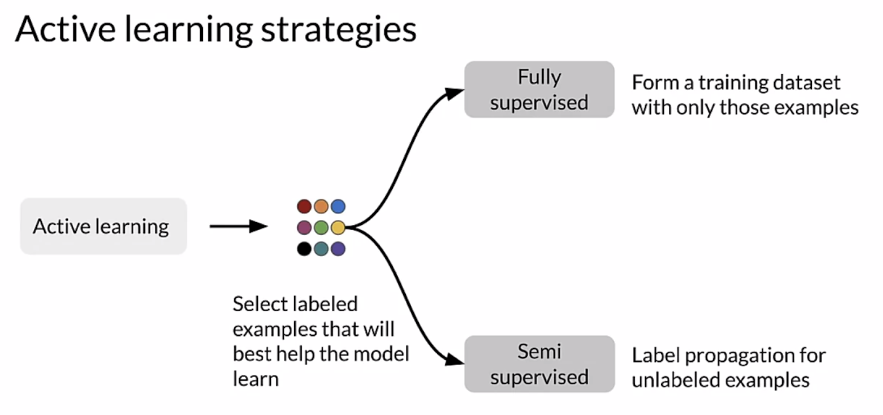 Active learning strategies
Fully
supervised
Form a training dataset
with only those examples
Active learning
Select labeled
examples that will
best help the model
learn
Semi
supervised
Label propagation for
unlabeled examples